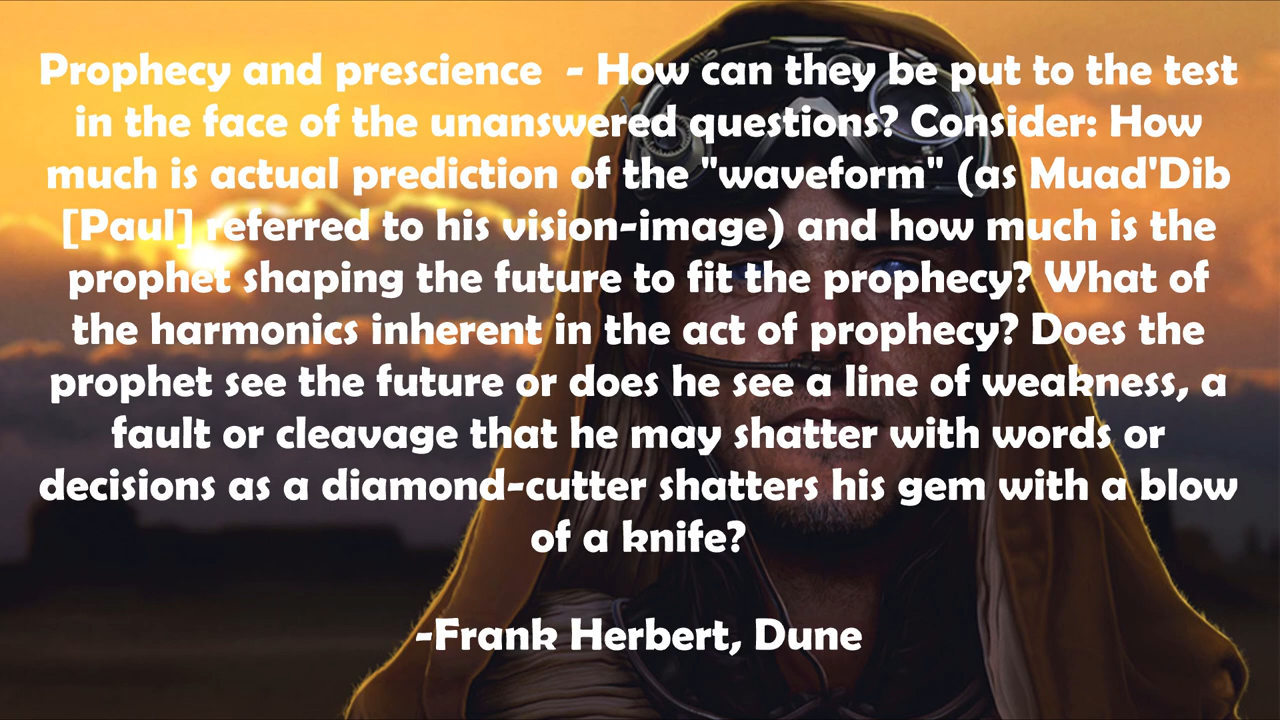 Prophecy and prescience - How can they be put to the test
in the face of the unanswered questions? Consider: How
much is actual prediction of the "waveform" (as Muad'Dib
[Paul] referred to his vision-image) and how much is the
prophet shaping the future to fit the prophecy? What of
the harmonics inherent in the act of prophecy? Does the
prophet see the future or does he see a line of weakness, a
fault or cleavage that he may shatter with words or
decisions as a diamond-cutter shatters his gem with a blow
of a knife?
-Frank Herbert, Dune